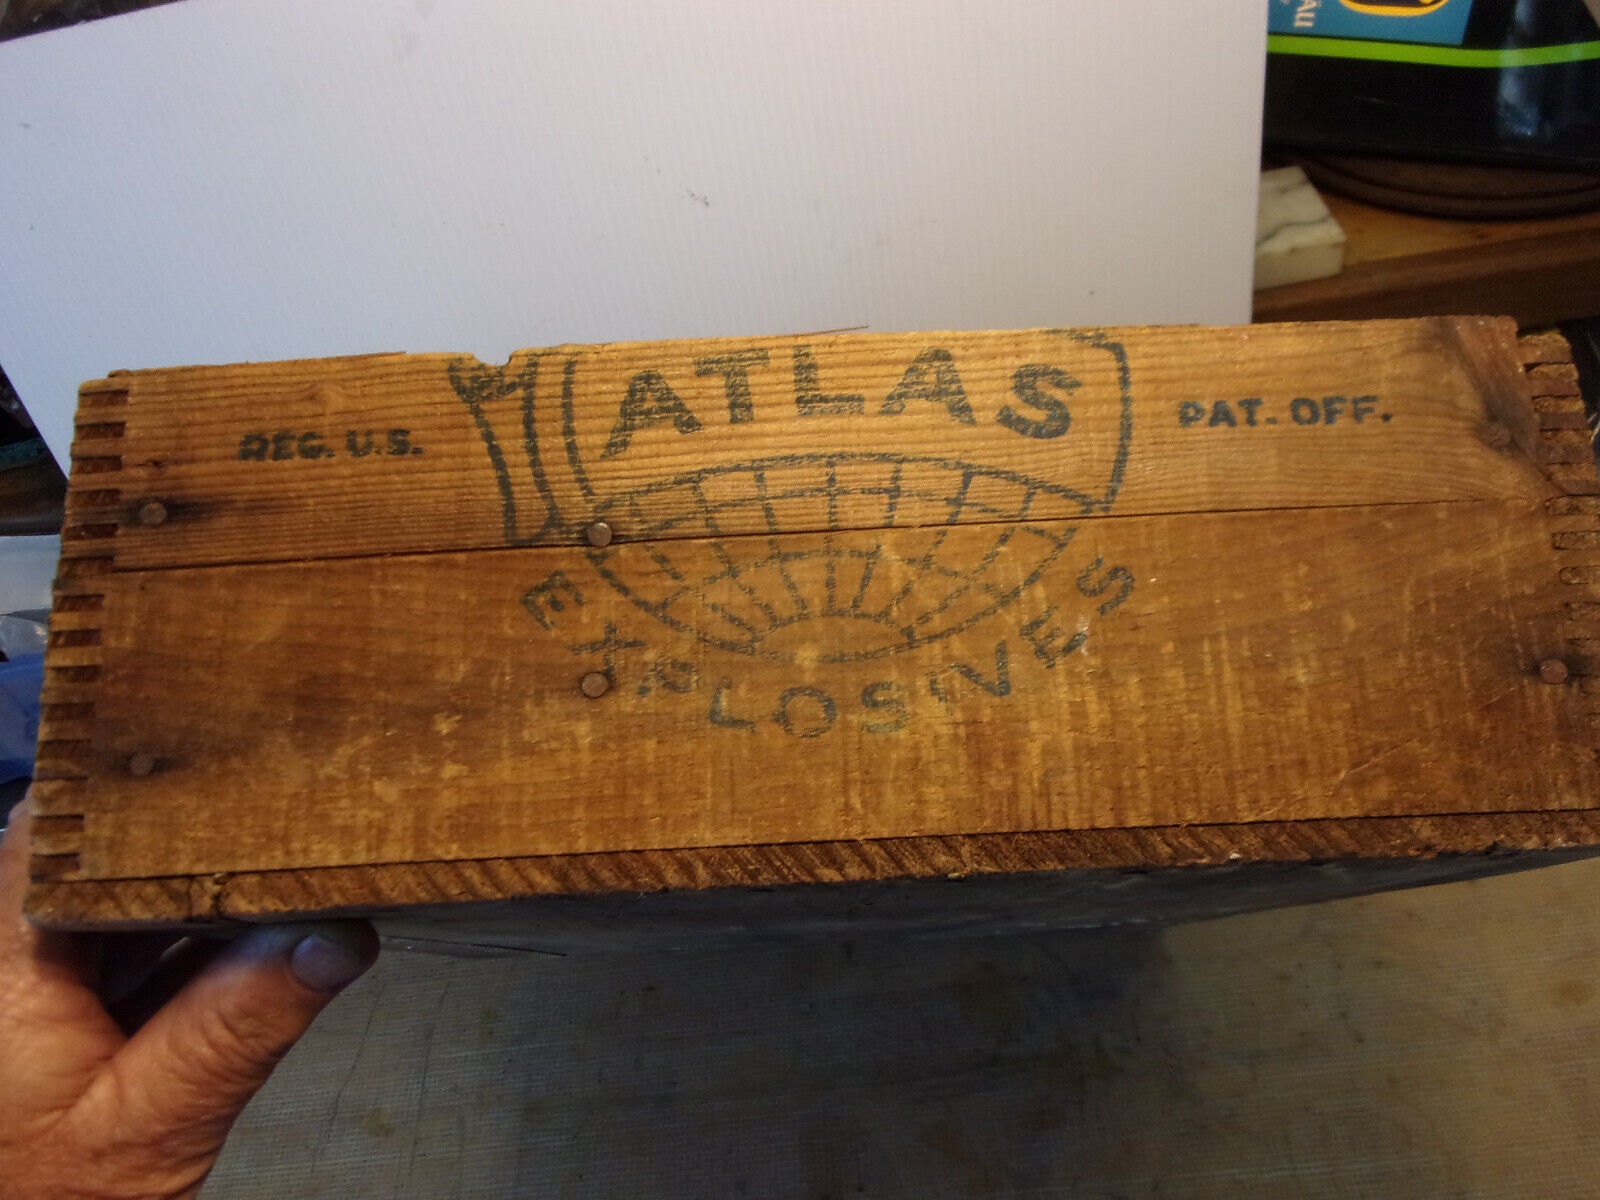 ATLAS
REG. U.S. PAT. OFF.
EXPLOSIVES